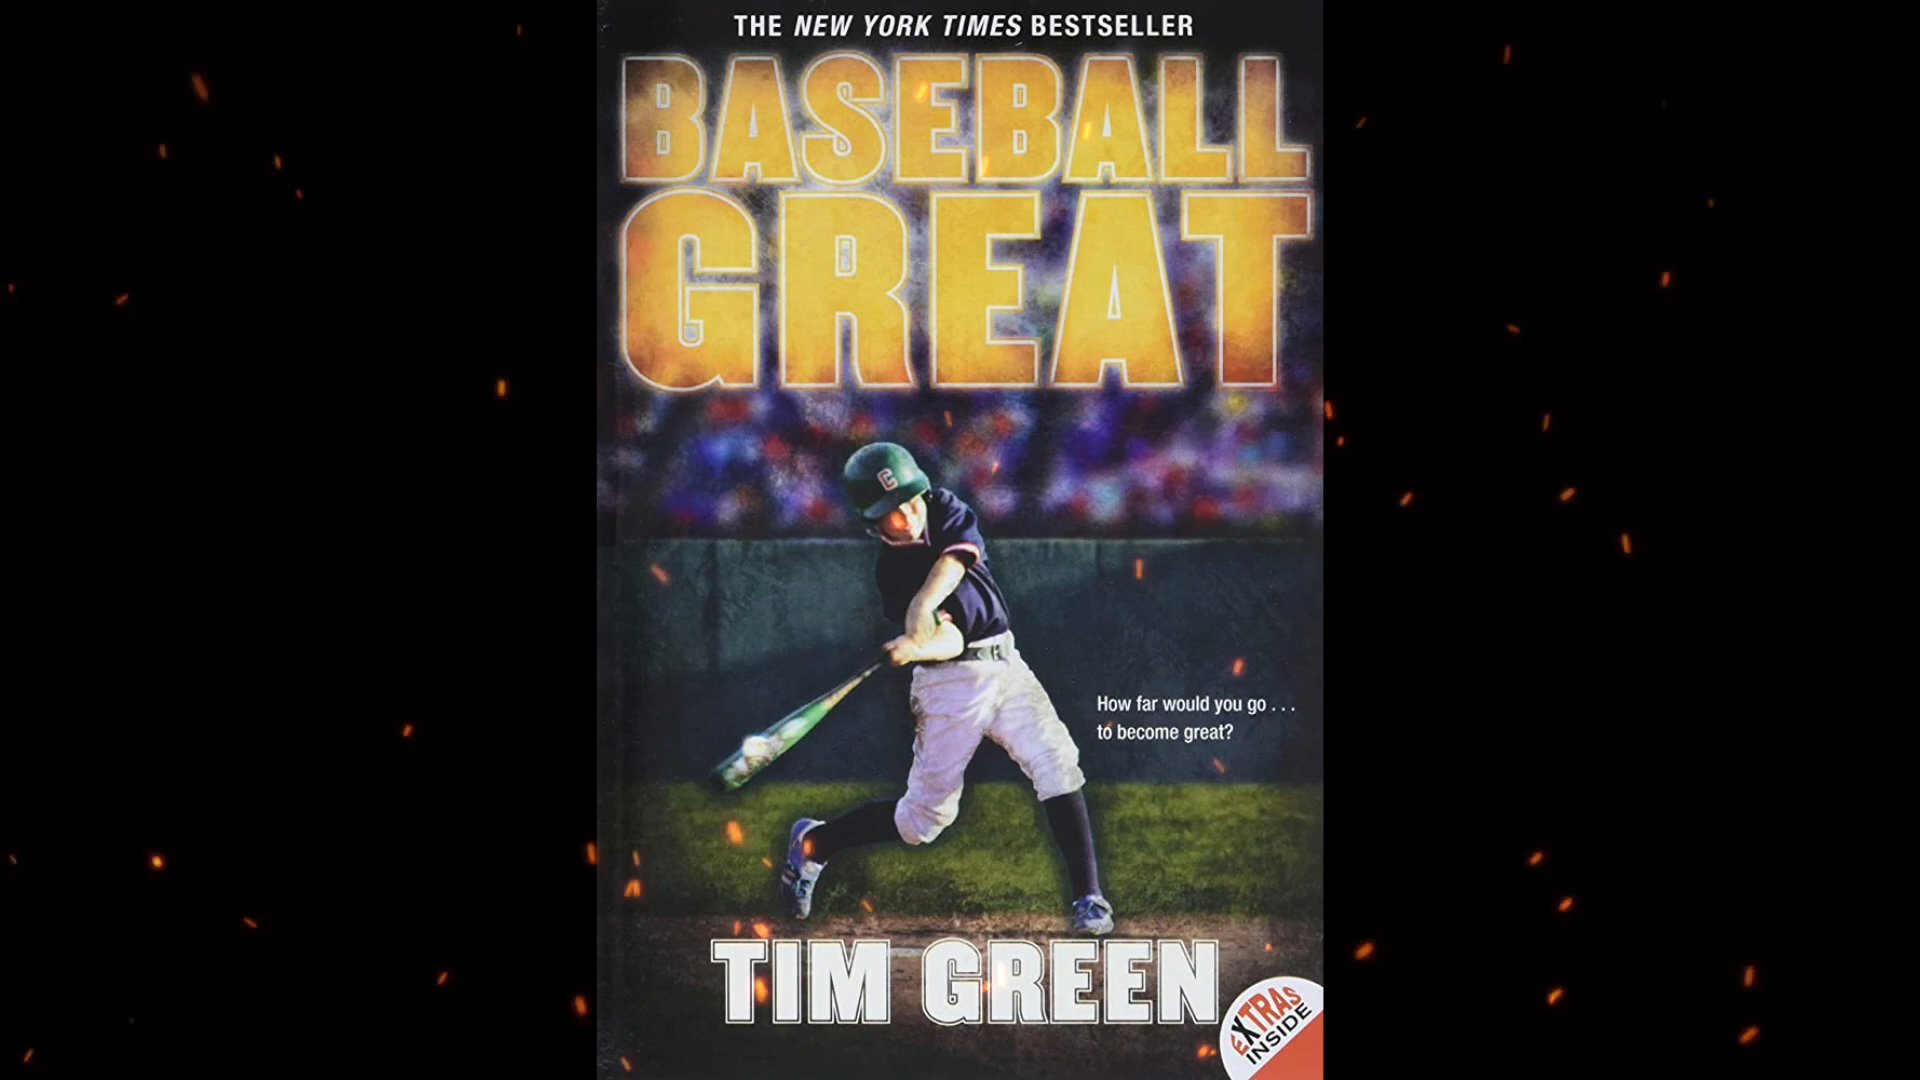 THE NEW YORK TIMES BESTSELLER
BASEBALL
GREAT
C
How far would you go . . .
to become great?
TIM GREEN
EXTRAS
INSIDE